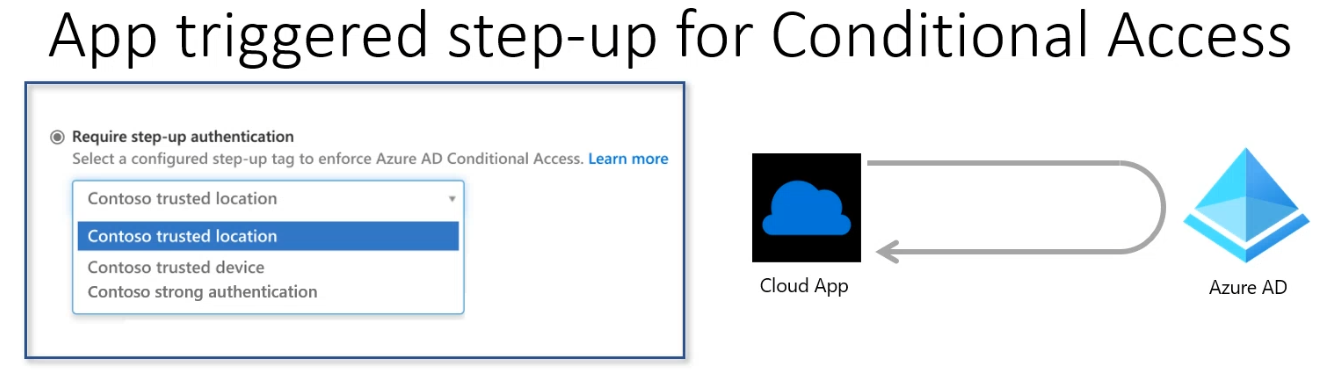 App triggered step-up for Conditional Access
Require step-up authentication
Select a configured step-up tag to enforce Azure AD Conditional Access. Learn more
Contoso trusted location
Contoso trusted location
Contoso trusted device
Contoso strong authentication
Cloud App
Azure AD